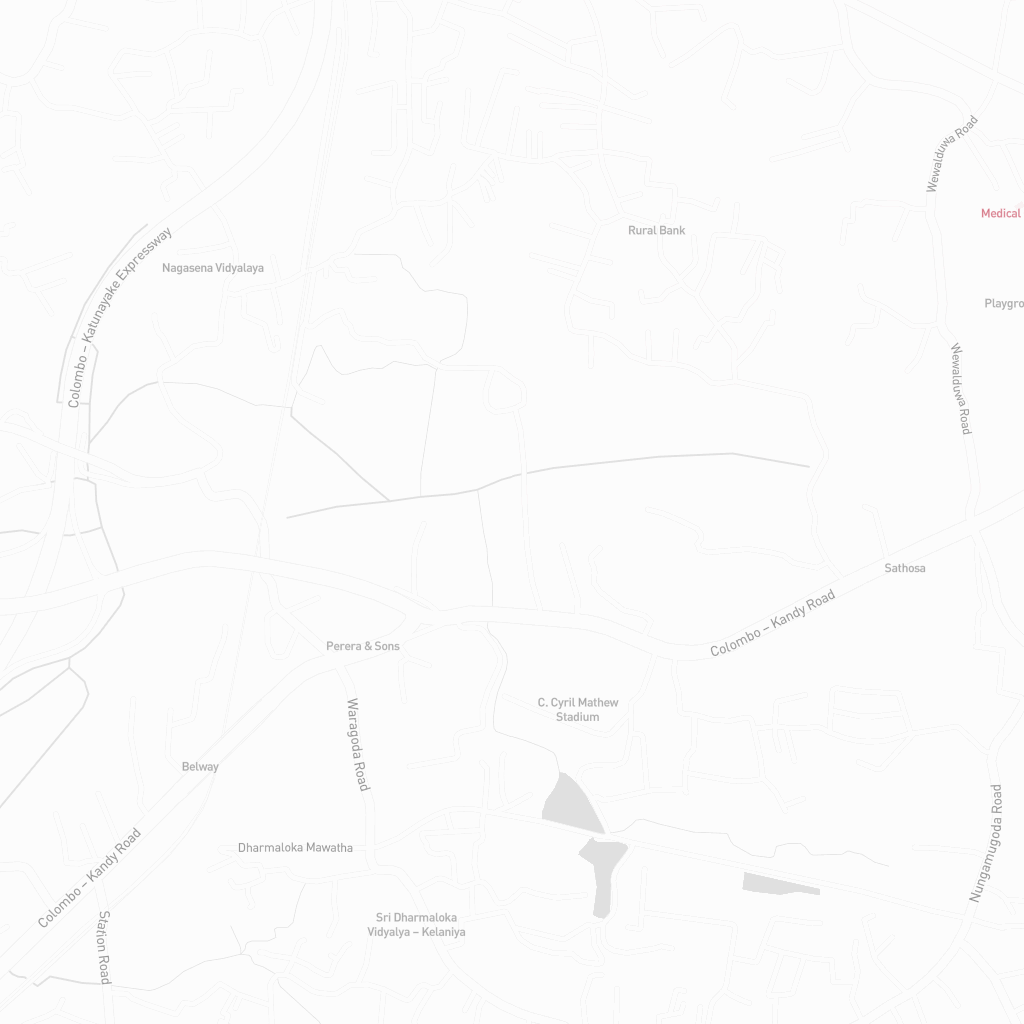 Wewalduwa Road
Medical
Rural Bank
Colombo – Katunayake Expressway
Nagasena Vidyalaya
Playgro
Wewalduwa Road
Sathosa
Colombo – Kandy Road
Perera & Sons
C. Cyril Mathew
Stadium
Waragoda Road
Belway
Nungamugoda Road
Dharmaloka Mawatha
Colombo – Kandy Road
Sri Dharmaloka
Vidyalya – Kelaniya
Station Road